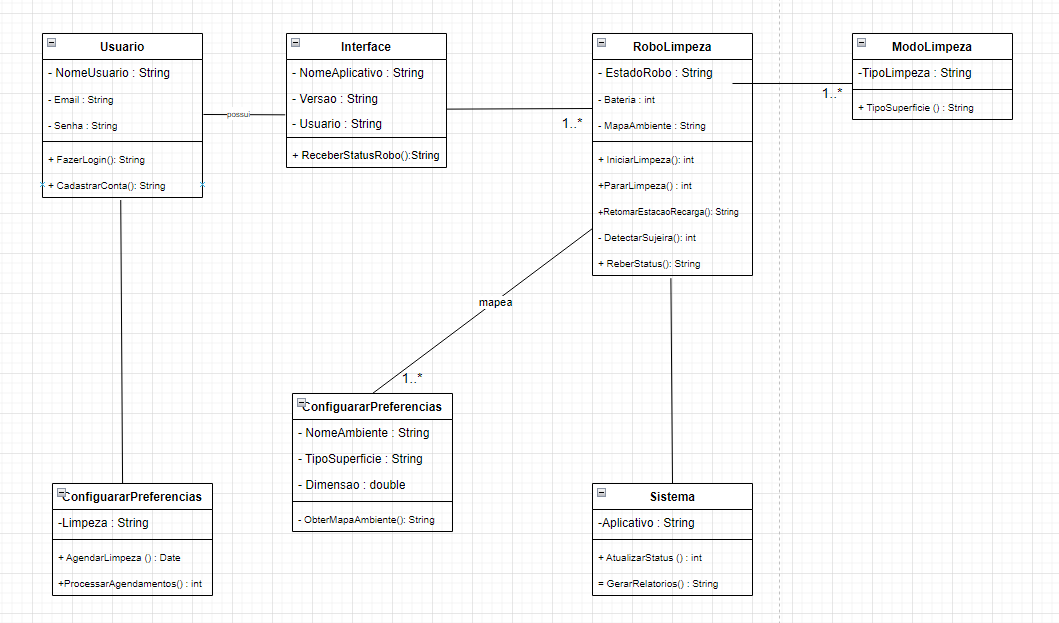 Usuario
- NomeUsuario : String
- Email : String
- Senha : String
+ FazerLogin(): String
+ CadastrarConta(): String
possui
Interface
- NomeAplicativo : String
- Versao : String
- Usuario : String
+ ReceberStatusRobo():String
1..*
RoboLimpeza
- EstadoRobo : String
- Bateria : int
- MapaAmbiente : String
+ IniciarLimpeza(): int
+PararLimpeza() : int
+RetomarEstacaoRecarga(): String
- DetectarSujeira(): int
+ ReberStatus(): String
1..*
ModoLimpeza
-TipoLimpeza : String
+ TipoSuperficie () : String
mapea
1..*
ConfiguararPreferencias
- NomeAmbiente : String
- TipoSuperficie : String
- Dimensao : double
- ObterMapaAmbiente(): String
ConfiguararPreferencias
-Limpeza : String
+ AgendarLimpeza () : Date
+ProcessarAgendamentos() : int
Sistema
-Aplicativo : String
+ AtualizarStatus () : int
= GerarRelatorios() : String